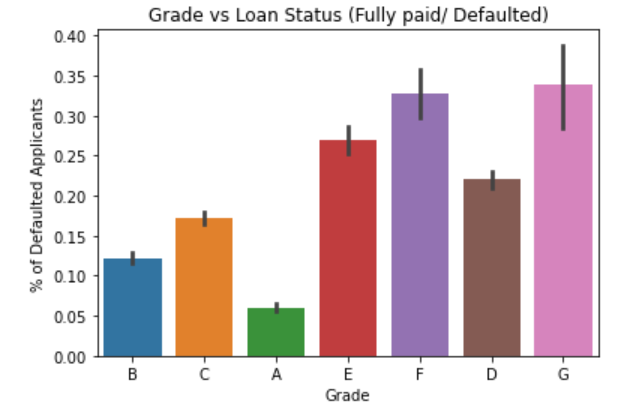 Grade vs Loan Status (Fully paid/ Defaulted)
0.40
0.35
0.30
0.25
0.20
0.15
0.10
0.05
0.00
% of Defaulted Applicants
B C A E F D G
Grade